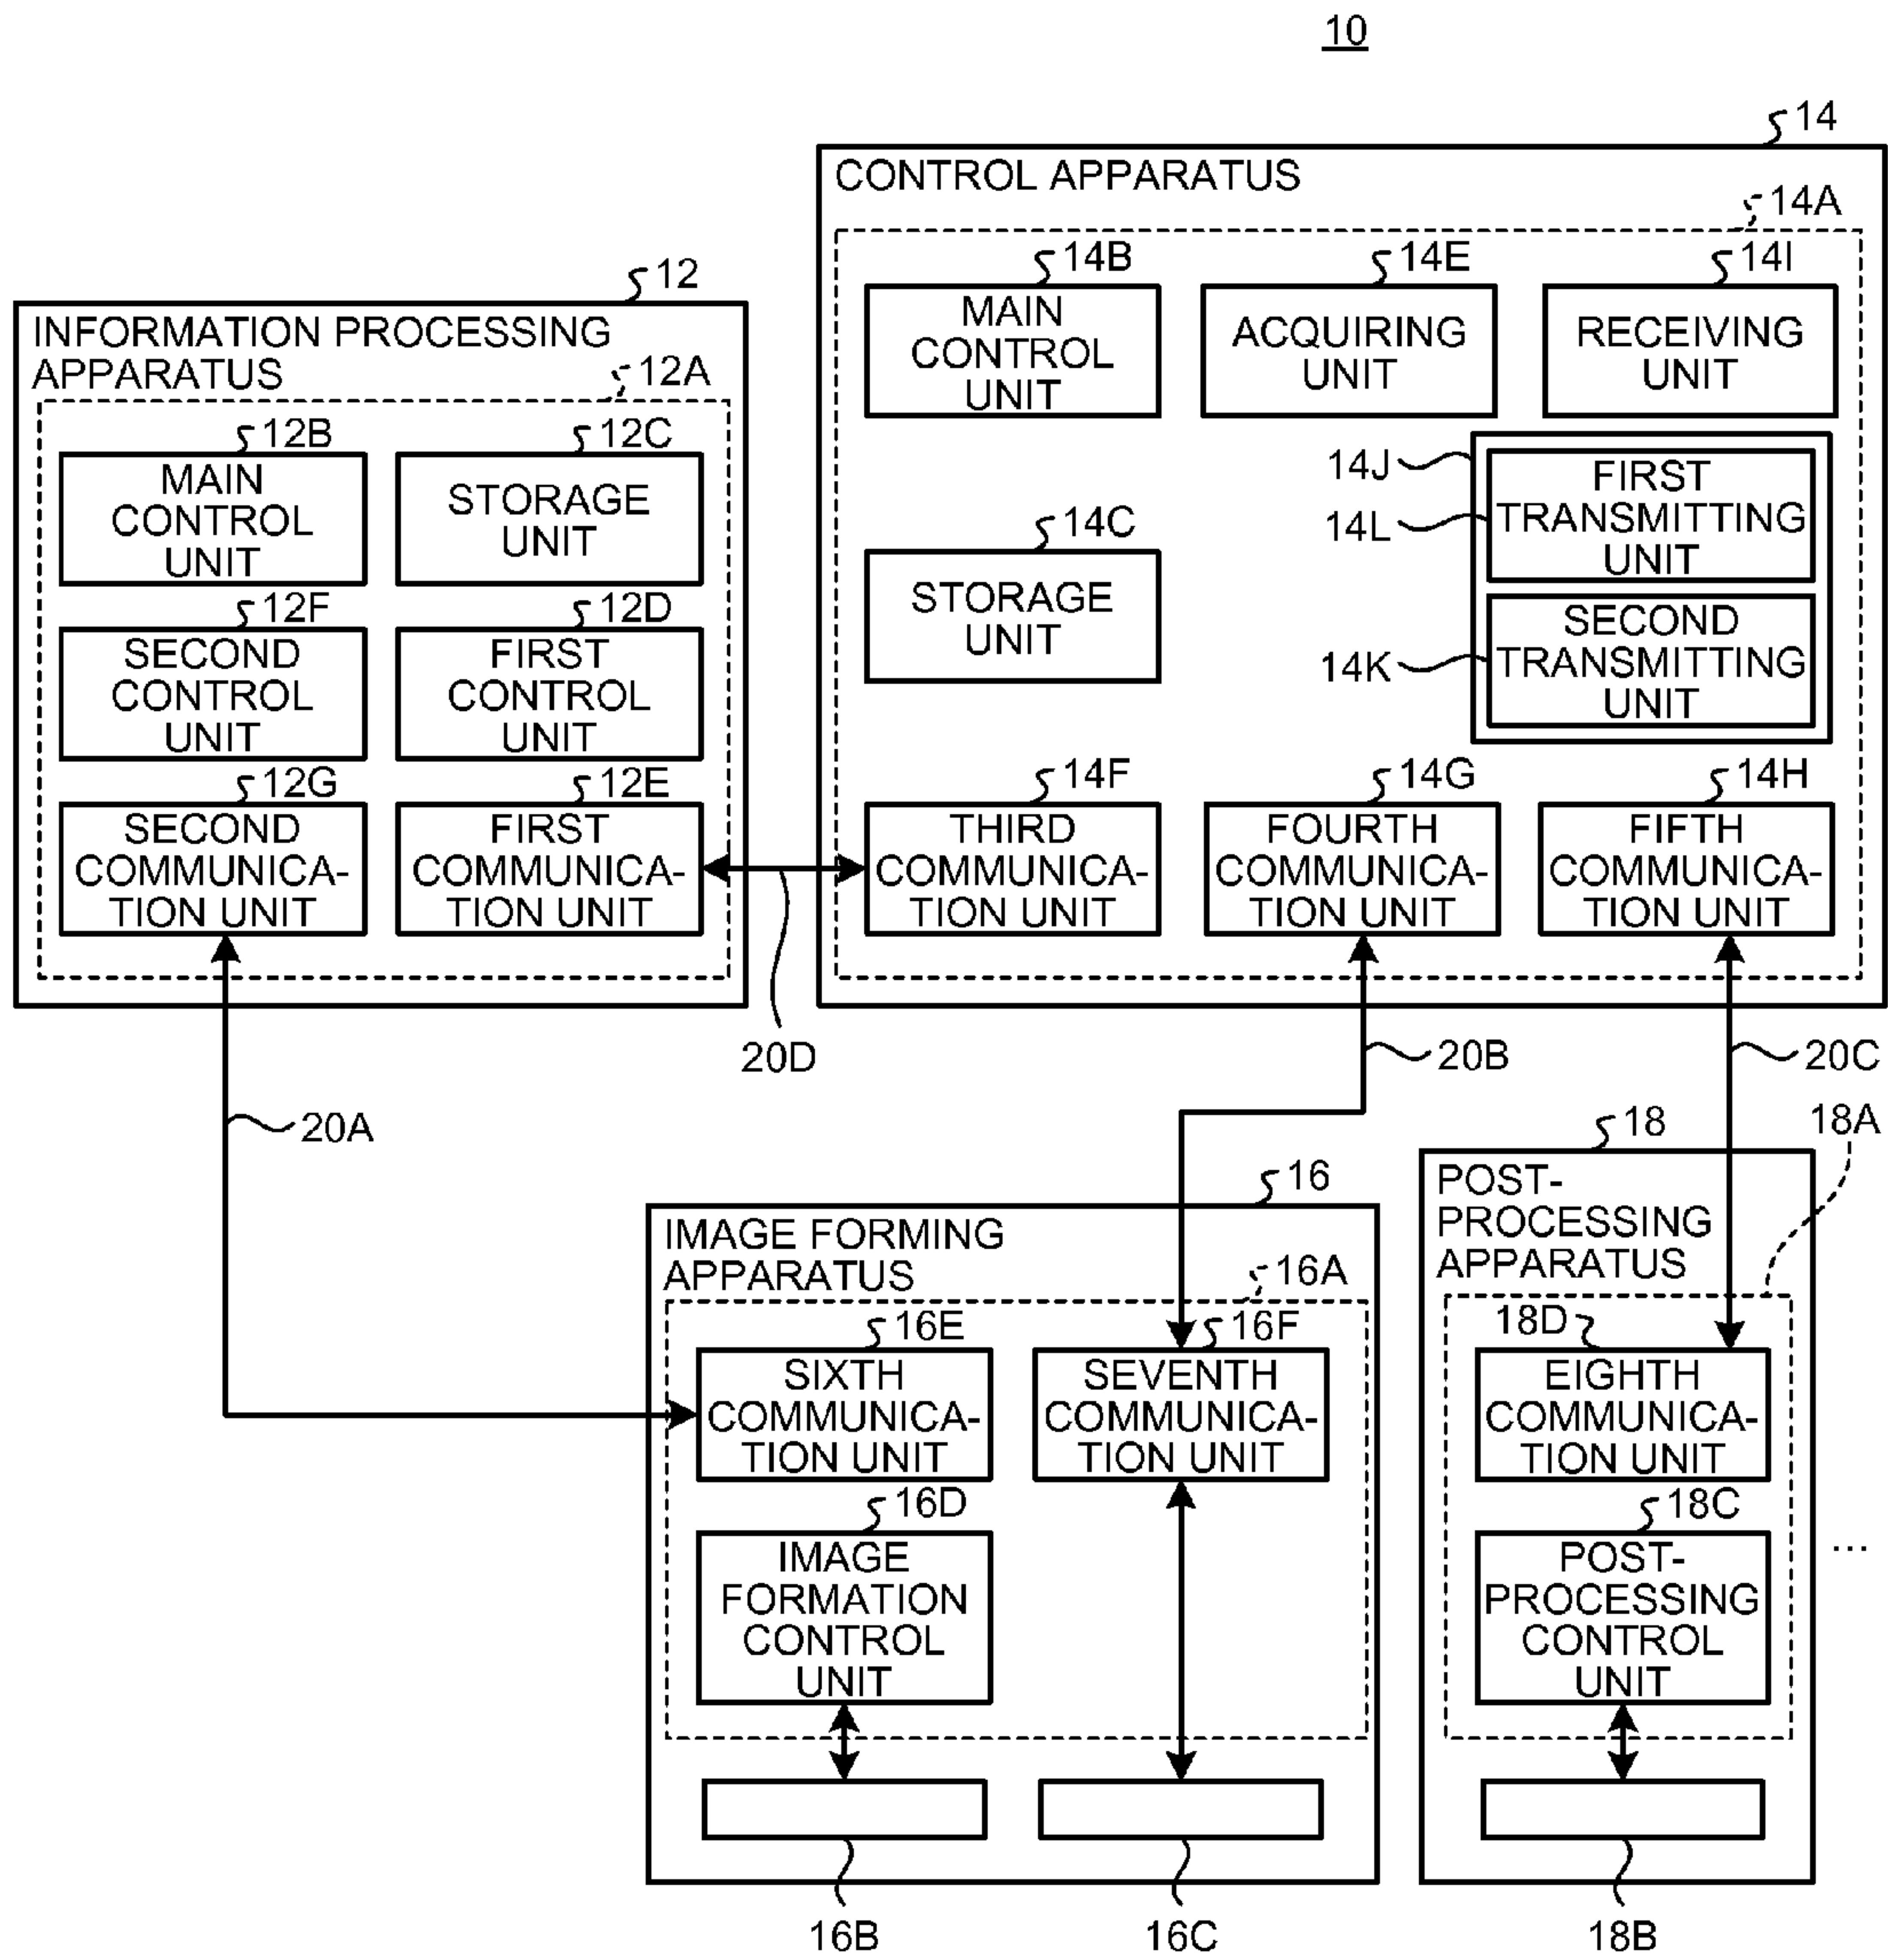 10
14
CONTROL APPARATUS
14A
14B
MAIN
CONTROL
UNIT
14E
ACQUIRING
UNIT
14I
RECEIVING
UNIT
14J
14L
FIRST
TRANSMITTING
UNIT
14K
SECOND
TRANSMITTING
UNIT
14C
STORAGE
UNIT
14F
THIRD
COMMUNICA-
TION UNIT
14G
FOURTH
COMMUNICA-
TION UNIT
14H
FIFTH
COMMUNICA-
TION UNIT
12
INFORMATION PROCESSING
APPARATUS
12A
12B
MAIN
CONTROL
UNIT
12C
STORAGE
UNIT
12F
SECOND
CONTROL
UNIT
12D
FIRST
CONTROL
UNIT
12G
SECOND
COMMUNICA-
TION UNIT
12E
FIRST
COMMUNICA-
TION UNIT
20D
20B
20C
20A
16
IMAGE FORMING
APPARATUS
16A
16E
SIXTH
COMMUNICA-
TION UNIT
16F
SEVENTH
COMMUNICA-
TION UNIT
16D
IMAGE
FORMATION
CONTROL
UNIT
16B
16C
18
18A
POST-
PROCESSING
APPARATUS
18D
EIGHTH
COMMUNICA-
TION UNIT
18C
POST-
PROCESSING
CONTROL
UNIT
...
18B